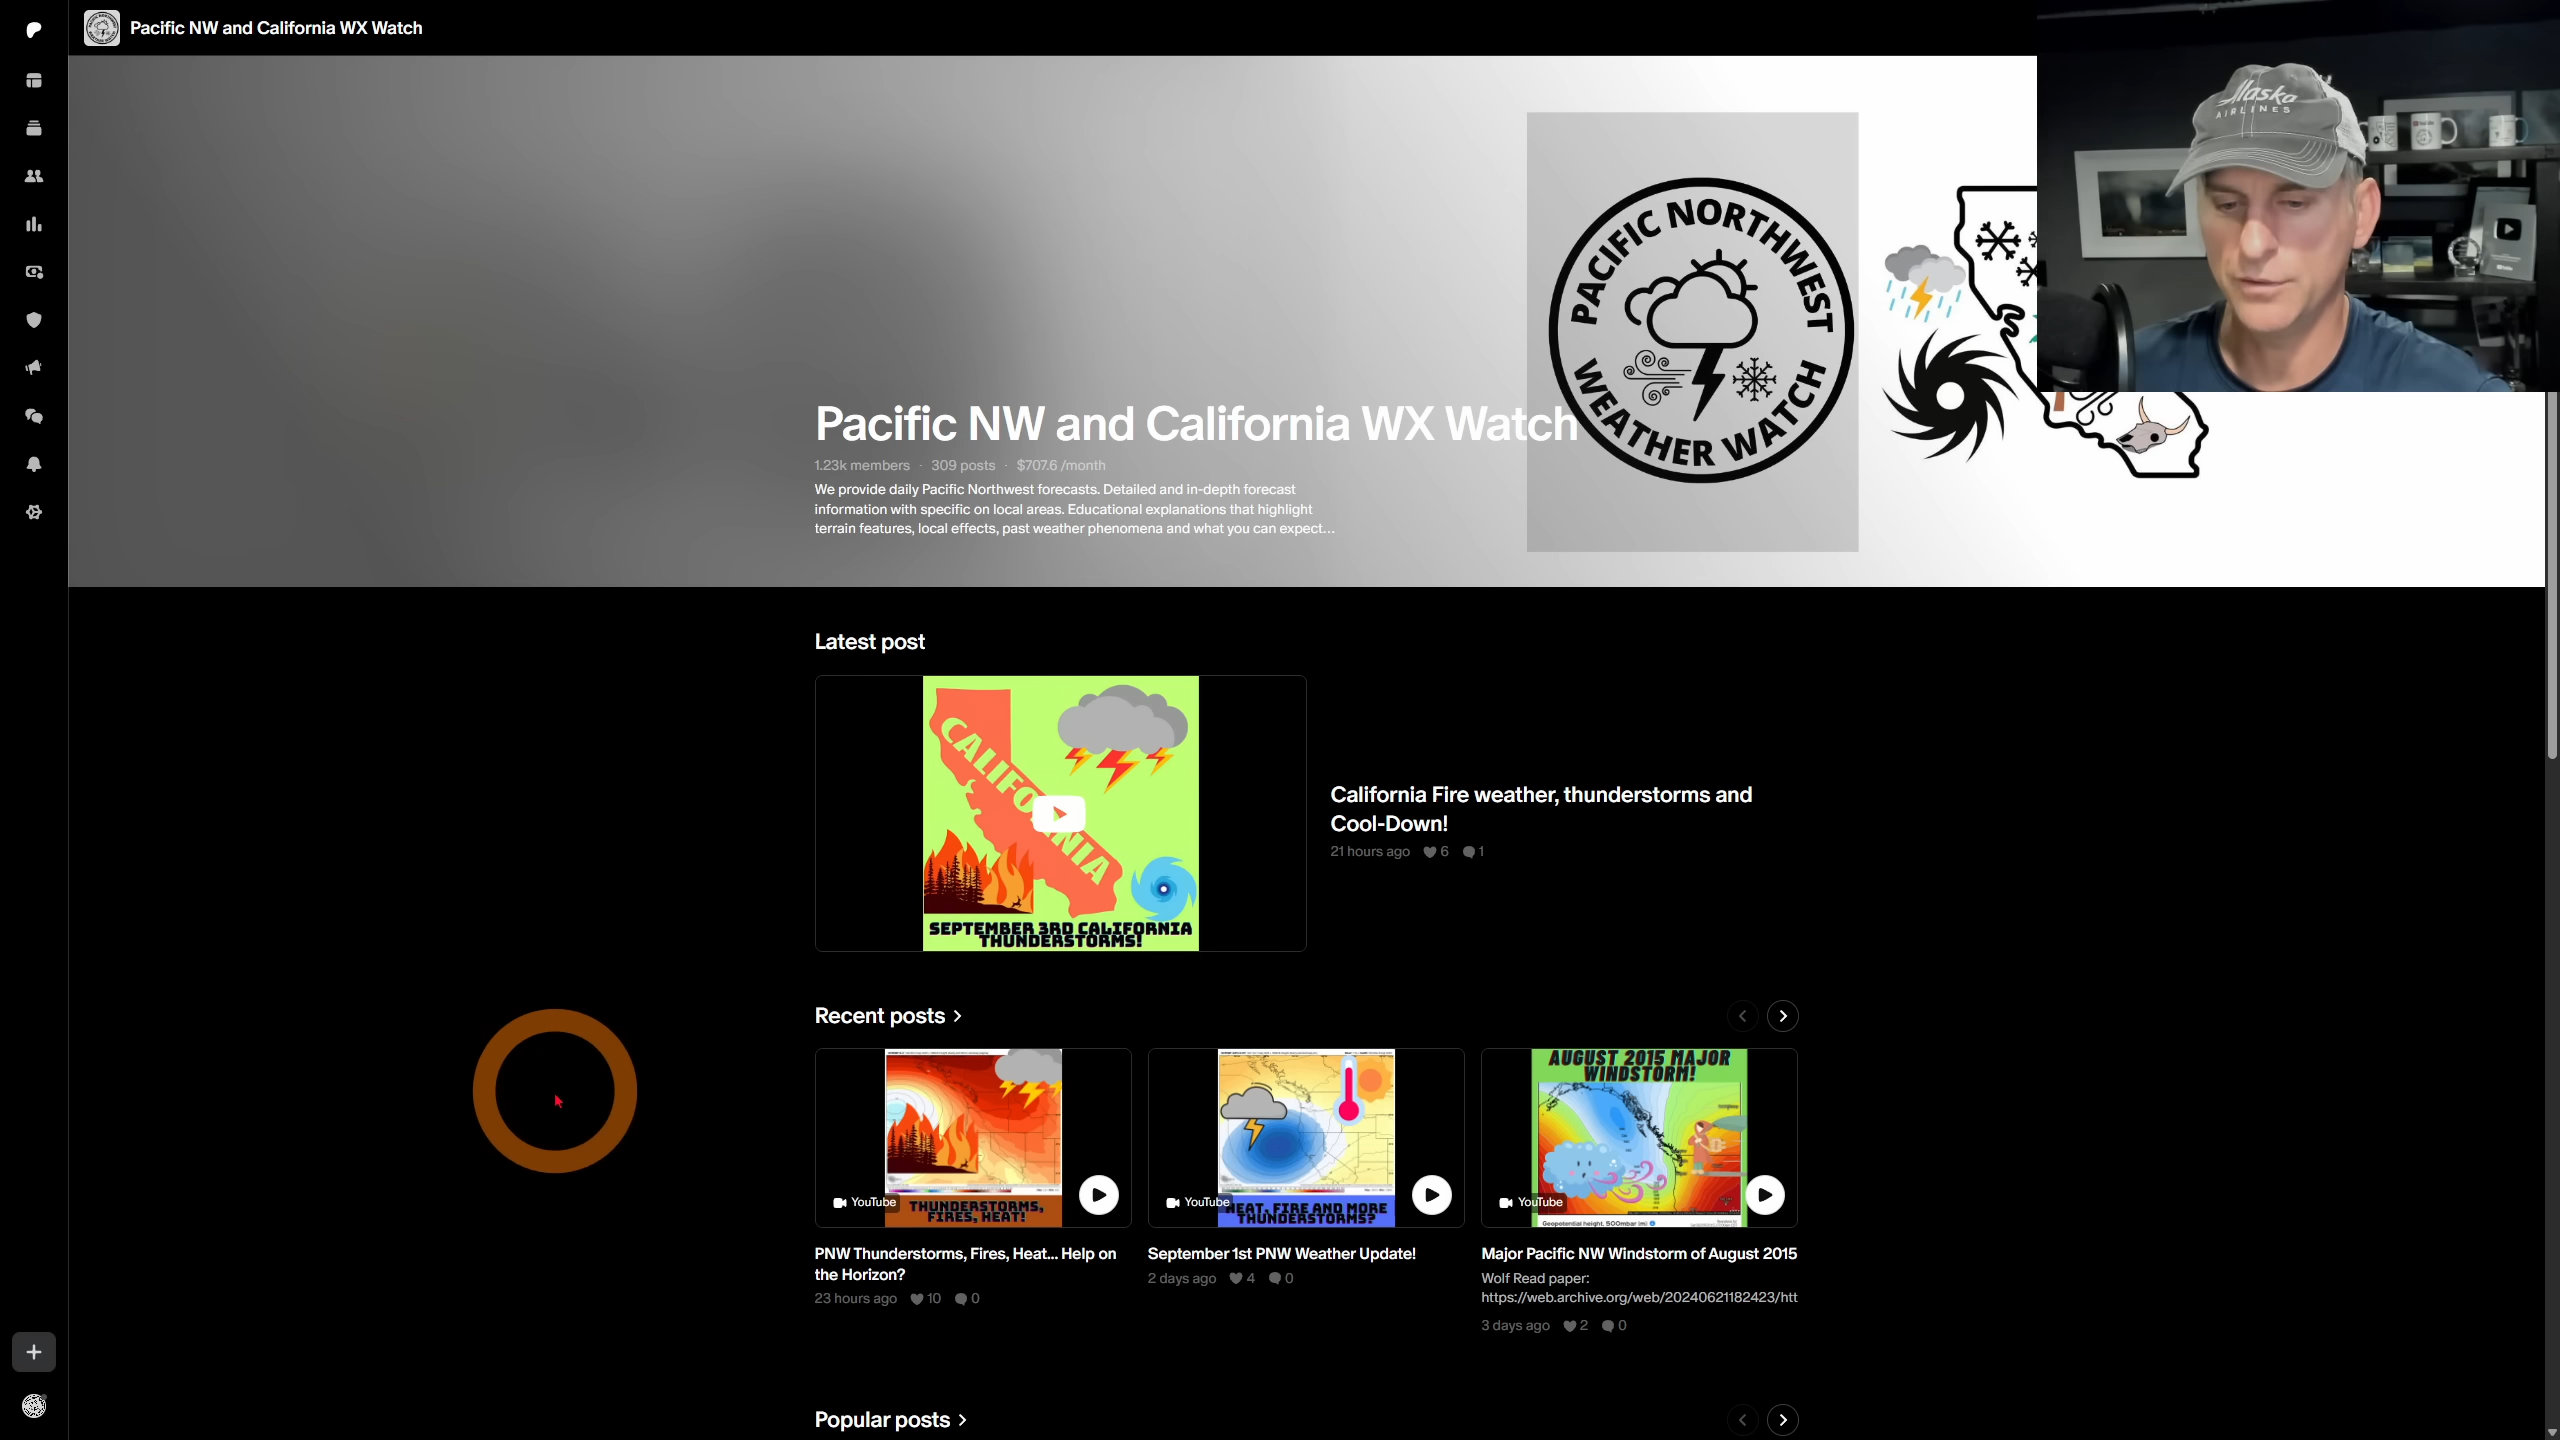 Pacific NW and California WX Watch
Alaska
AIRLINES
PACIFIC NORTHWEST
WEATHER WATCH
Pacific NW and California WX Watch
1.23k members · 309 posts · $707.6 /month
We provide daily Pacific Northwest forecasts. Detailed and in-depth forecast
information with specific on local areas. Educational explanations that highlight
terrain features, local effects, past weather phenomena and what you can expect...
Latest post
CALIFORNIA
SEPTEMBER 3RD CALIFORNIA
THUNDERSTORMS!
California Fire weather, thunderstorms and
Cool-Down!
21 hours ago 6 1
Recent posts
YouTube
THUNDERSTORMS,
FIRES, HEAT!
PNW Thunderstorms, Fires, Heat... Help on
the Horizon?
23 hours ago 10 0
YouTube
HEAT, FIRE AND MORE
THUNDERSTORMS?
September 1st PNW Weather Update!
2 days ago 4 0
AUGUST 2015 MAJOR
WINDSTORM!
YouTube
Geopotential height, 500mbar (m)
Major Pacific NW Windstorm of August 2015
Wolf Read paper:
https://web.archive.org/web/20240621182423/htt
3 days ago 2 0
Popular posts